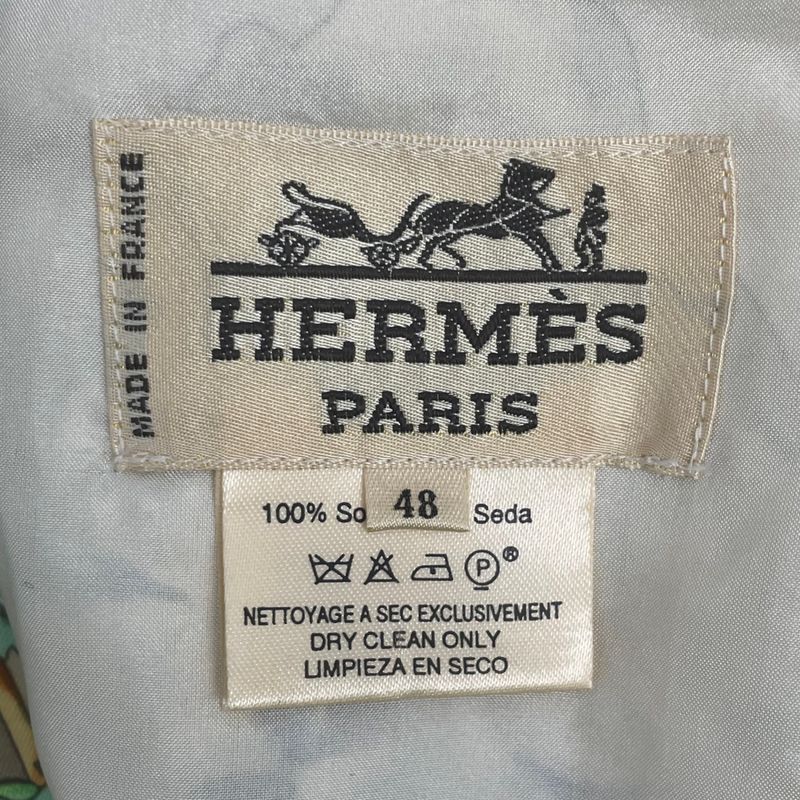 MADE IN FRANCE
HERMÈS
PARIS
48
100% So Seda
P ®
NETTOYAGE A SEC EXCLUSIVEMENT
DRY CLEAN ONLY
LIMPIEZA EN SECO